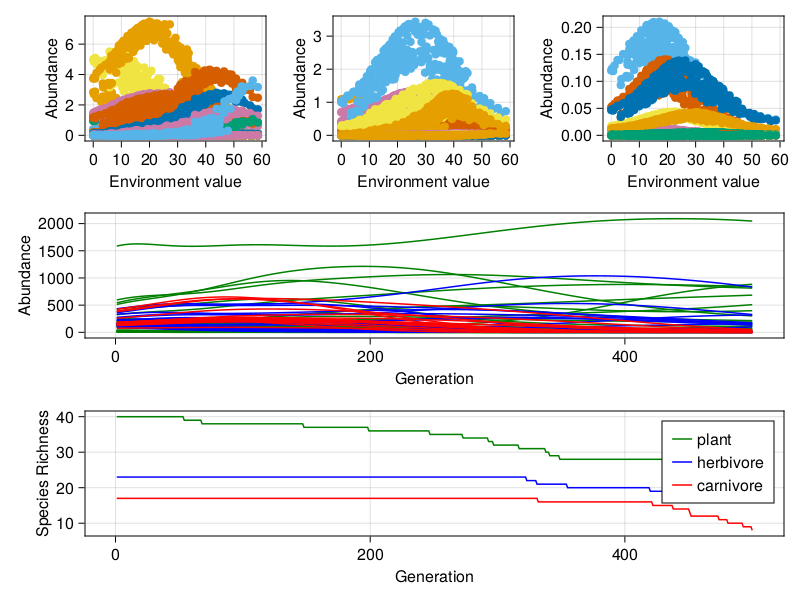 Abundance
6
4
2
0
0 10 20 30 40 50 60
Environment value
Abundance
3
2
1
0
0 10 20 30 40 50 60
Environment value
Abundance
0.20
0.15
0.10
0.05
0.00
0 10 20 30 40 50 60
Environment value
Abundance
2000
1500
1000
500
0
0 200 400
Generation
Species Richness
40
30
20
10
0 200 400
Generation
plant
herbivore
carnivore